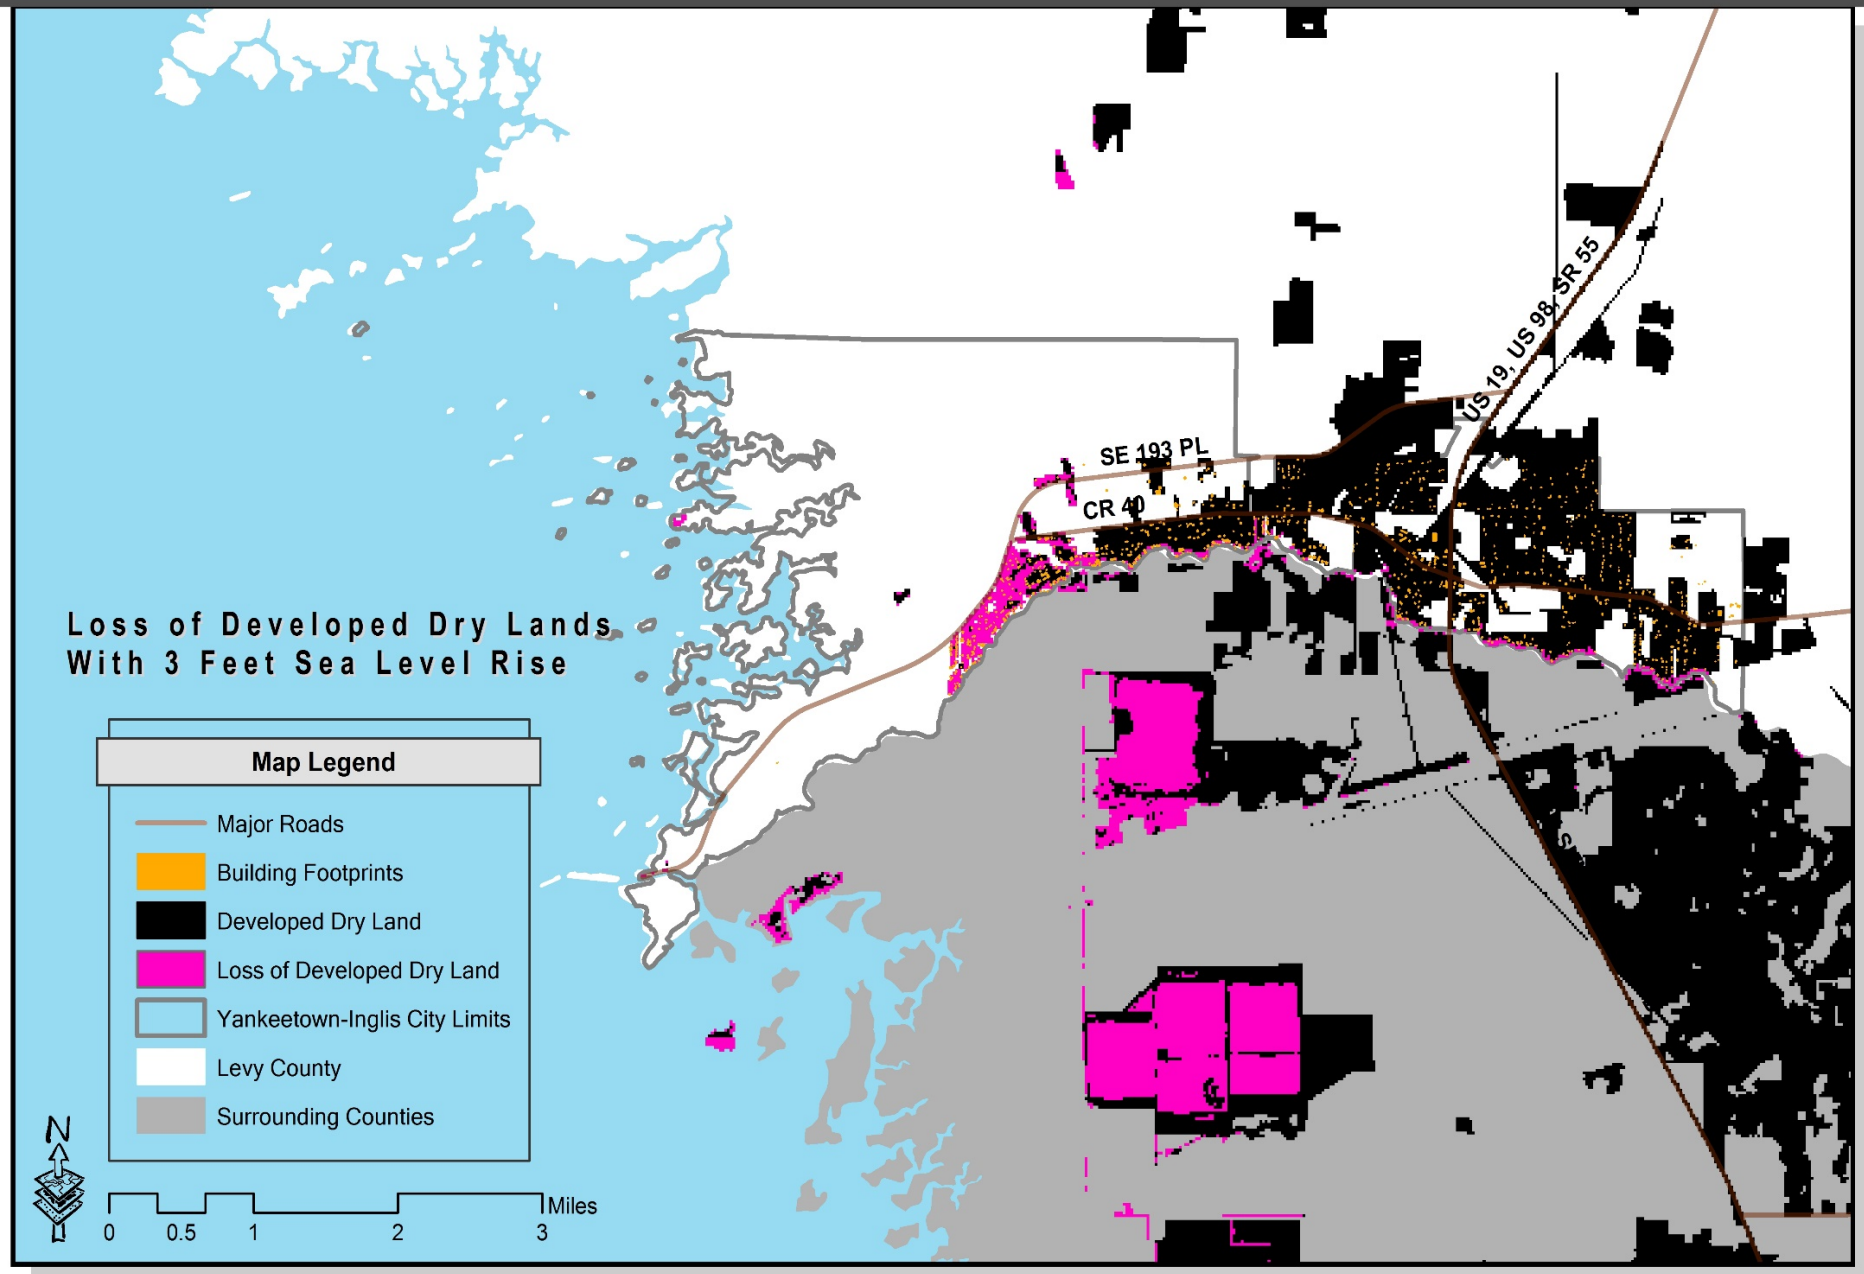 US 19, US 98, SR 55
SE 193 PL
CR 40
Loss of Developed Dry Lands
With 3 Feet Sea Level Rise
Map Legend
Major Roads
Building Footprints
Developed Dry Land
Loss of Developed Dry Land
Yankeetown-Inglis City Limits
Levy County
Surrounding Counties
N
Miles
0 0.5 1 2 3